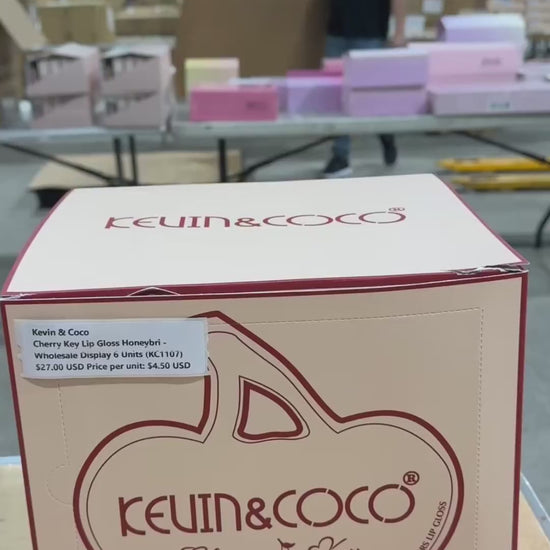 KEVIN&COCO®
Kevin & Coco
Cherry Key Lip Gloss Honeybri -
Wholesale Display 6 Units (KC1107)
$27.00 USD Price per unit: $4.50 USD
KEVIN&COCO®
LIP GLOSS